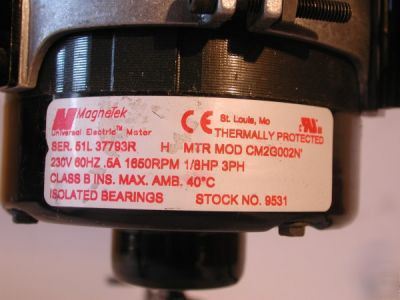 MagneTek
Universal Electric™ Motor
CE
St. Louis, Mo
THERMALLY PROTECTED
SER. 51L 37793R H MTR MOD CM2G002N
230V 60HZ .5A 1650RPM 1/8HP 3PH
CLASS B INS. MAX. AMB. 40°C
ISOLATED BEARINGS STOCK NO. 9531